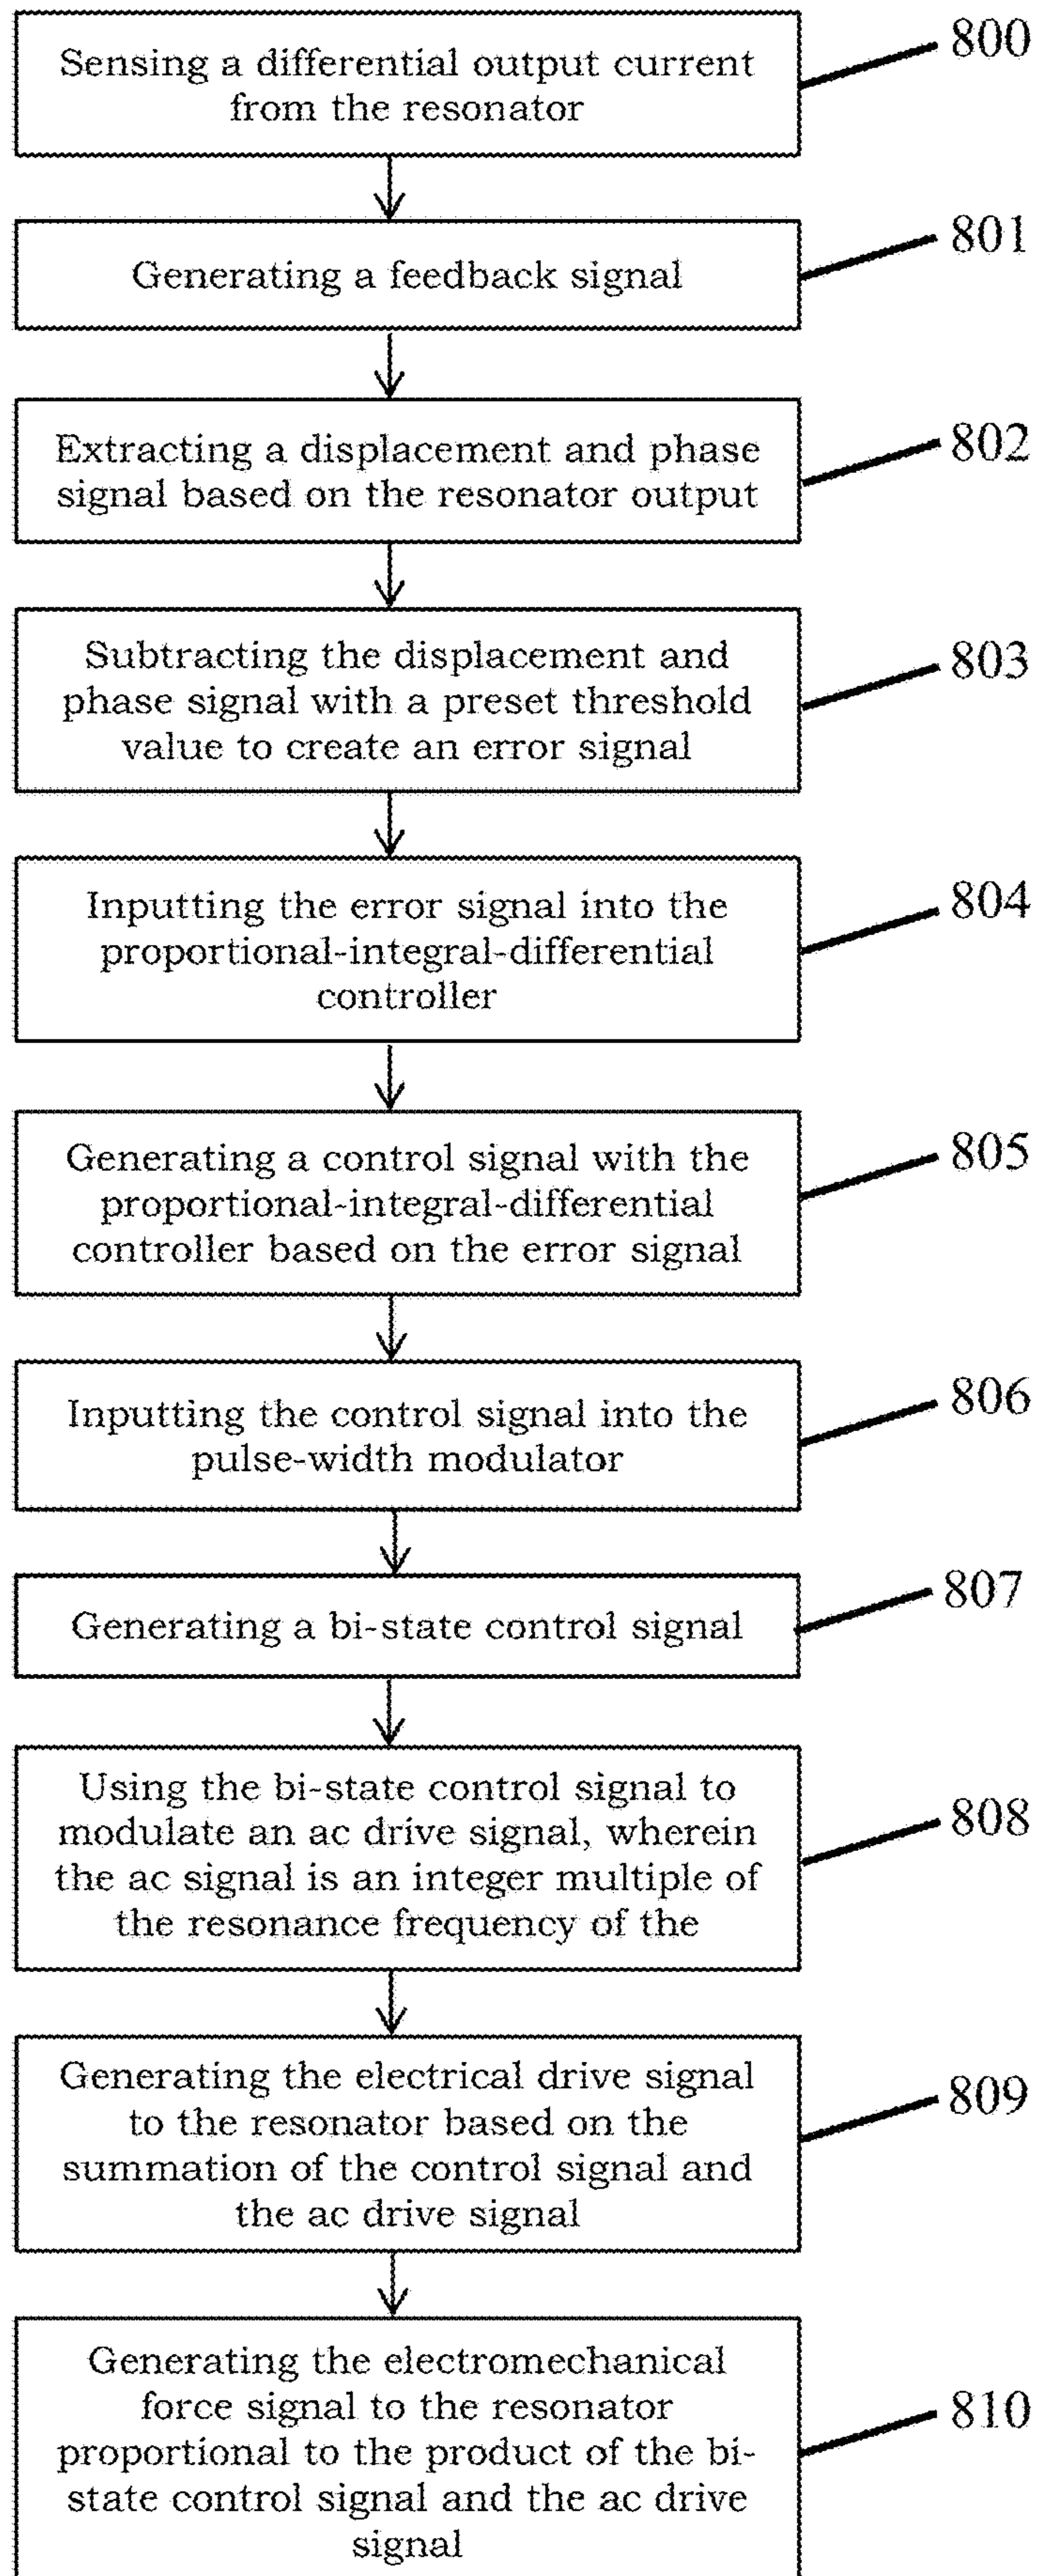 Sensing a differential output current
from the resonator
800
Generating a feedback signal
801
Extracting a displacement and phase
signal based on the resonator output
802
Subtracting the displacement and
phase signal with a preset threshold
value to create an error signal
803
Inputting the error signal into the
proportional-integral-differential
controller
804
Generating a control signal with the
proportional-integral-differential
controller based on the error signal
805
Inputting the control signal into the
pulse-width modulator
806
Generating a bi-state control signal
807
Using the bi-state control signal to
modulate an ac drive signal, wherein
the ac signal is an integer multiple of
the resonance frequency of the
808
Generating the electrical drive signal
to the resonator based on the
summation of the control signal and
the ac drive signal
809
Generating the electromechanical
force signal to the resonator
proportional to the product of the bi-
state control signal and the ac drive
signal
810